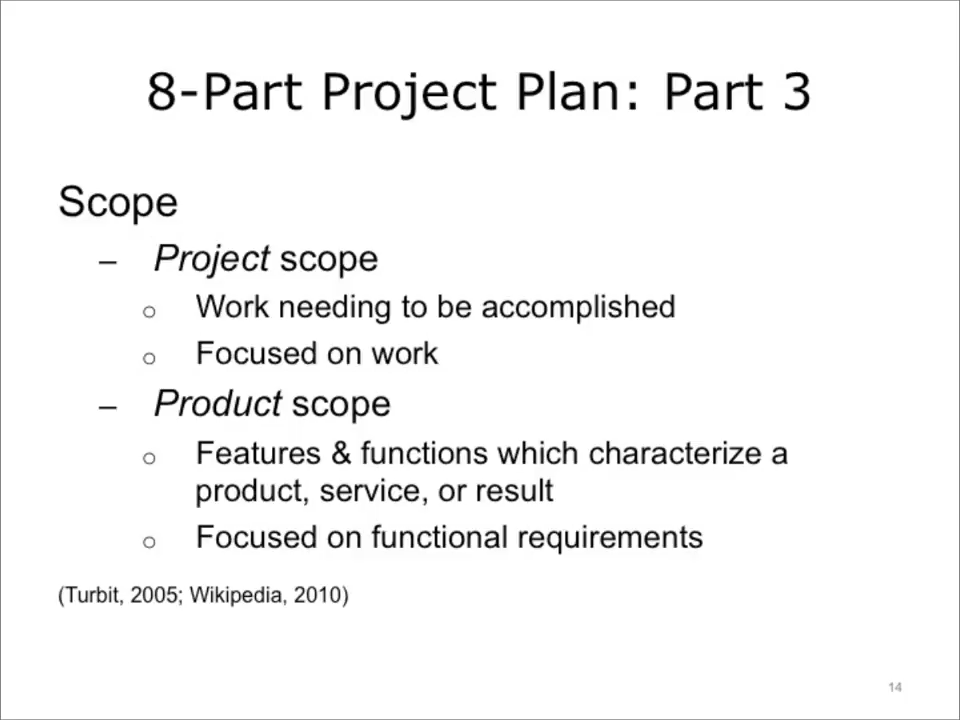 8-Part Project Plan: Part 3
Scope
– Project scope
o Work needing to be accomplished
o Focused on work
– Product scope
o Features & functions which characterize a
product, service, or result
o Focused on functional requirements
(Turbit, 2005; Wikipedia, 2010)
14